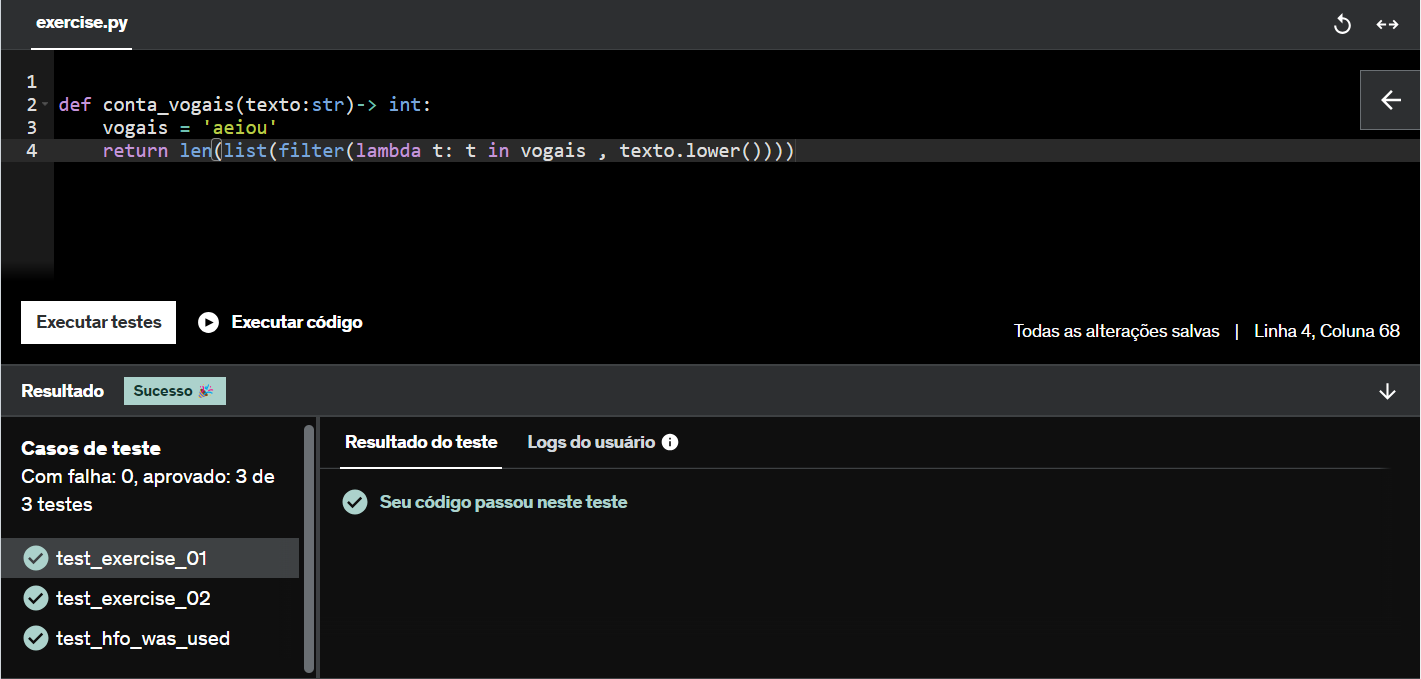 exercise.py
1
2 def conta_vogais(texto:str)-> int:
3 vogais = 'aeiou'
4 return len(list(filter(lambda t: t in vogais , texto.lower())))
Executar testes Executar código
Todas as alterações salvas | Linha 4, Coluna 68
Resultado Sucesso 🎉
Casos de teste
Com falha: 0, aprovado: 3 de
3 testes
test_exercise_01
test_exercise_02
test_hfo_was_used
Resultado do teste Logs do usuário
Seu código passou neste teste